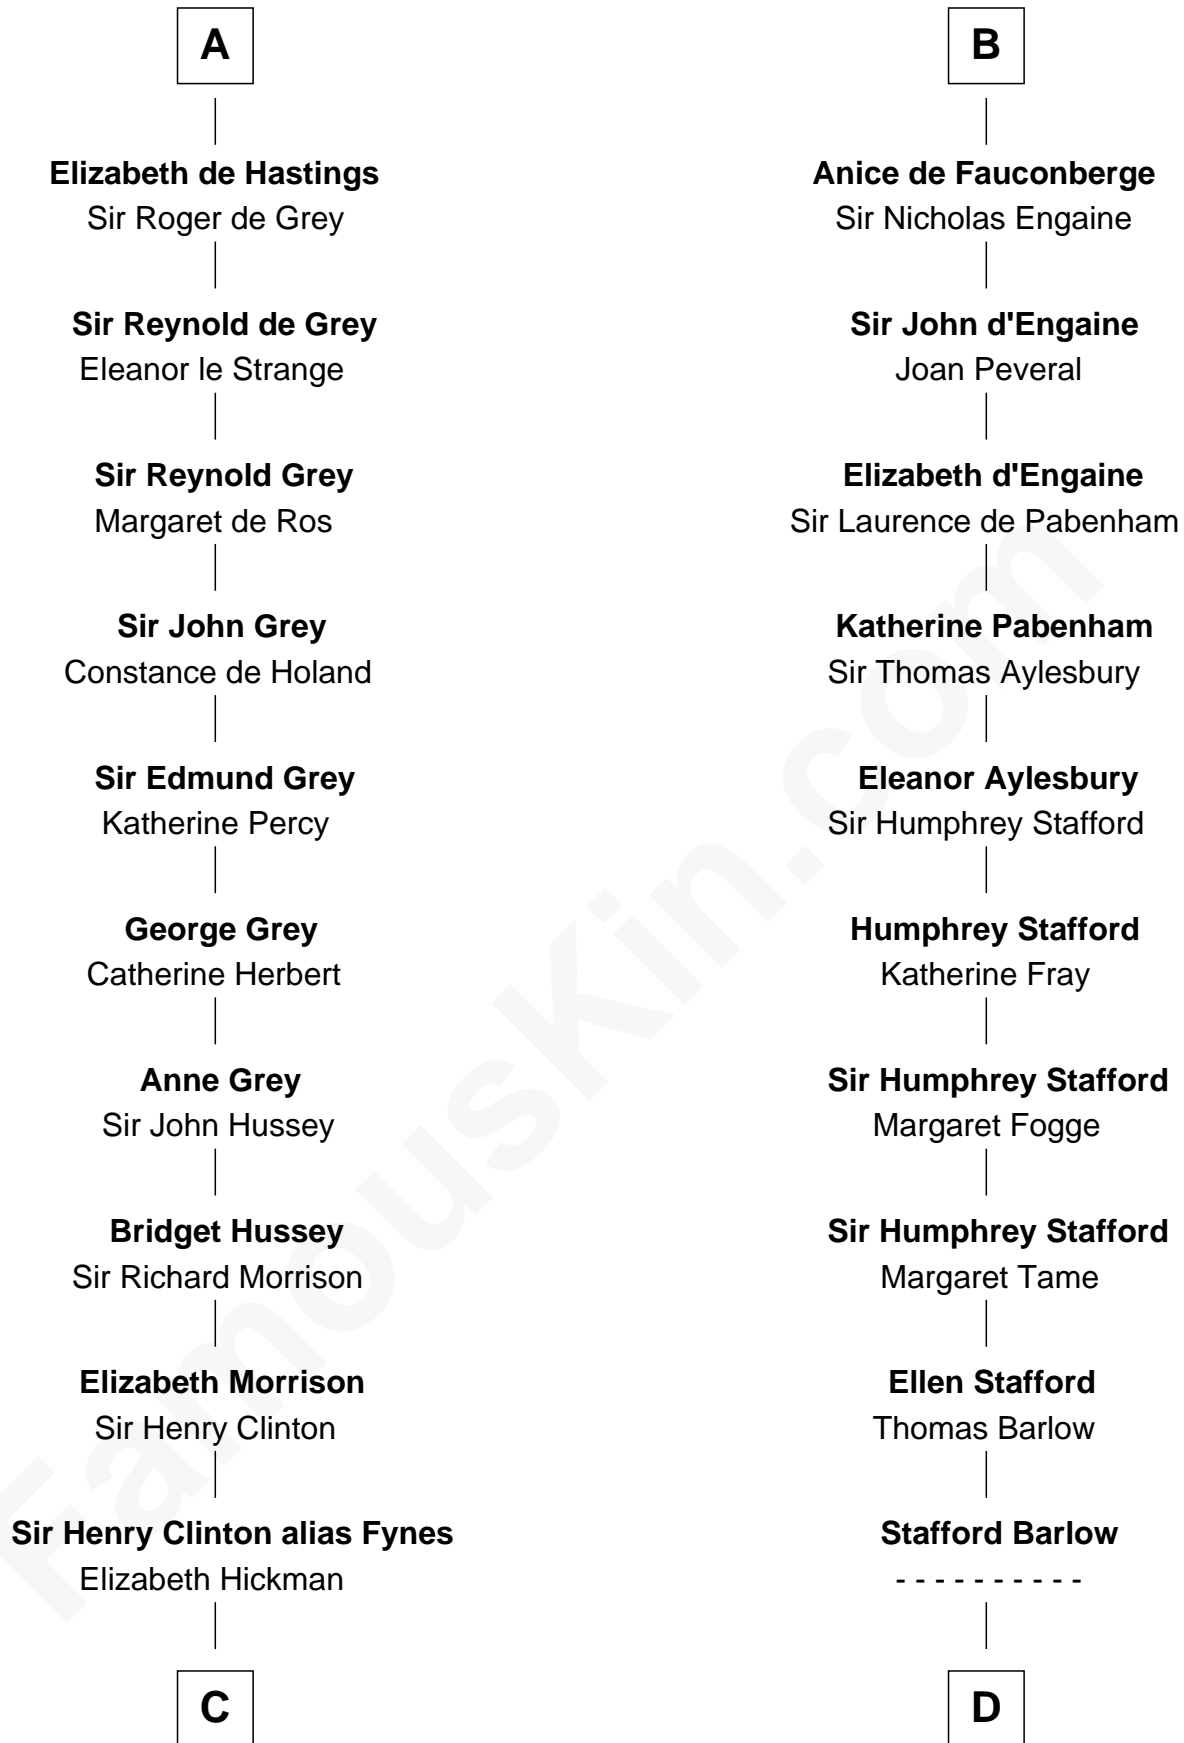 A
Elizabeth de Hastings
Sir Roger de Grey
Sir Reynold de Grey
Eleanor le Strange
Sir Reynold Grey
Margaret de Ros
Sir John Grey
Constance de Holand
Sir Edmund Grey
Katherine Percy
George Grey
Catherine Herbert
Anne Grey
Sir John Hussey
Bridget Hussey
Sir Richard Morrison
Elizabeth Morrison
Sir Henry Clinton
Sir Henry Clinton alias Fynes
Elizabeth Hickman
C
B
Anice de Fauconberge
Sir Nicholas Engaine
Sir John d'Engaine
Joan Peveral
Elizabeth d'Engaine
Sir Laurence de Pabenham
Katherine Pabenham
Sir Thomas Aylesbury
Eleanor Aylesbury
Sir Humphrey Stafford
Humphrey Stafford
Katherine Fray
Sir Humphrey Stafford
Margaret Fogge
Sir Humphrey Stafford
Margaret Tame
Ellen Stafford
Thomas Barlow
Stafford Barlow
- - - - - - - - - -
D
FamousKin.com